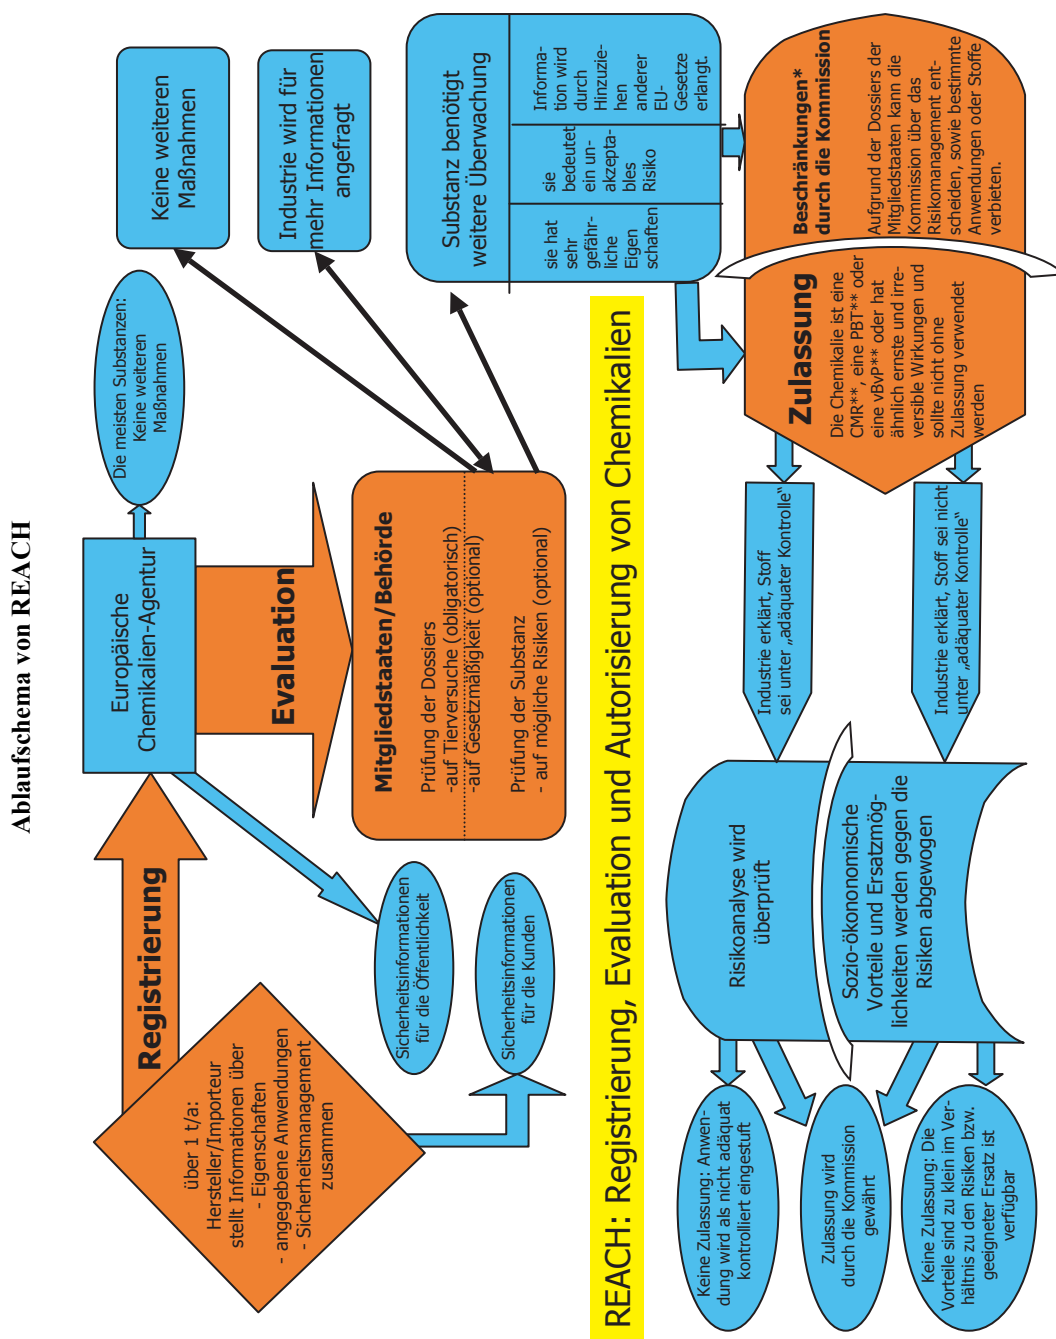 Ablaufschema von REACH
über 1 t/a:
Hersteller/Importeur
stellt Informationen über
- Eigenschaften
- angegebene Anwendungen
- Sicherheitsmanagement
zusammen
Registrierung
Europäische
Chemikalien-Agentur
Die meisten Substanzen:
Keine weiteren
Maßnahmen
Sicherheitsinformationen
für die Öffentlichkeit
Sicherheitsinformationen
für die Kunden
Evaluation
Mitgliedstaaten/Behörde
Prüfung der Dossiers
-auf Tierversuche (obligatorisch)
-auf Gesetzmäßigkeit (optional)
Prüfung der Substanz
- auf mögliche Risiken (optional)
Keine weiteren
Maßnahmen
Industrie wird für
mehr Informationen
angefragt
Substanz benötigt
weitere Überwachung
sie hat
sehr
gefähr-
liche
Eigen
schaften
sie
bedeutet
ein un-
akzepta-
bles
Risiko
Informa-
tion wird
durch
Hinzuzie-
hen
anderer
EU-
Gesetze
erlangt.
REACH: Registrierung, Evaluation und Autorisierung von Chemikalien
Zulassung
Die Chemikalie ist eine
CMR**, eine PBT** oder
eine vBvP** oder hat
ähnlich ernste und irre-
versible Wirkungen und
sollte nicht ohne
Zulassung verwendet
werden
Beschränkungen*
durch die Kommission
Aufgrund der Dossiers der
Mitgliedstaaten kann die
Kommission über das
Risikomanagement ent-
scheiden, sowie bestimmte
Anwendungen oder Stoffe
verbieten.
Industrie erklärt, Stoff
sei unter „adäquater Kontrolle“
Industrie erklärt, Stoff sei nicht
unter „adäquater Kontrolle“
Risikoanalyse wird
überprüft
Sozio-ökonomische
Vorteile und Ersatzmög-
lichkeiten werden gegen die
Risiken abgewogen
Keine Zulassung: Anwen-
dung wird als nicht adäquat
kontrolliert eingestuft
Zulassung wird
durch die Kommission
gewährt
Keine Zulassung: Die
Vorteile sind zu klein im Ver-
hältnis zu den Risiken bzw.
geeigneter Ersatz ist
verfügbar